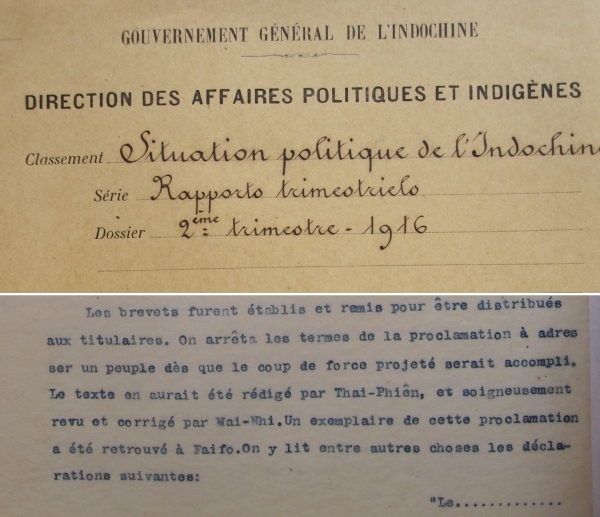 GOUVERNEMENT GÉNÉRAL DE L'INDOCHINE
DIRECTION DES AFFAIRES POLITIQUES ET INDIGÈNES
Classement Situation politique de l'Indochin
Série Rapports trimestriels
Dossier 2ème trimestre - 1916
Les brevets furent établis et remis pour être distribués
aux titulaires. On arrêta les termes de la proclamation à adres
ser un peuple dès que le coup de force projeté serait accompli.
Le texte en aurait été rédigé par Thai-Phiên, et soigneusement
revu et corrigé par Wai-Nhi.Un exemplaire de cette proclamation
a été retrouvé à Faifo.On y lit entre autres choses les décla-
rations suivantes:
"Le.............